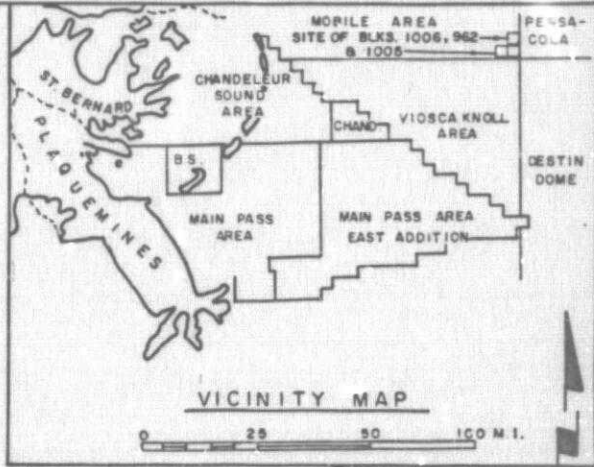 MOBILE AREA
SITE OF BLKS. 1006, 962
& 1005
PENSA-
COLA
ST. BERNARD
CHANDELEUR
SOUND
AREA
CHAND
VIOSCA KNOLL
AREA
PLAQUEMINES
B.S.
DESTIN
DOME
MAIN PASS
AREA
MAIN PASS AREA
EAST ADDITION
VICINITY MAP
0 25 50 100 MI.